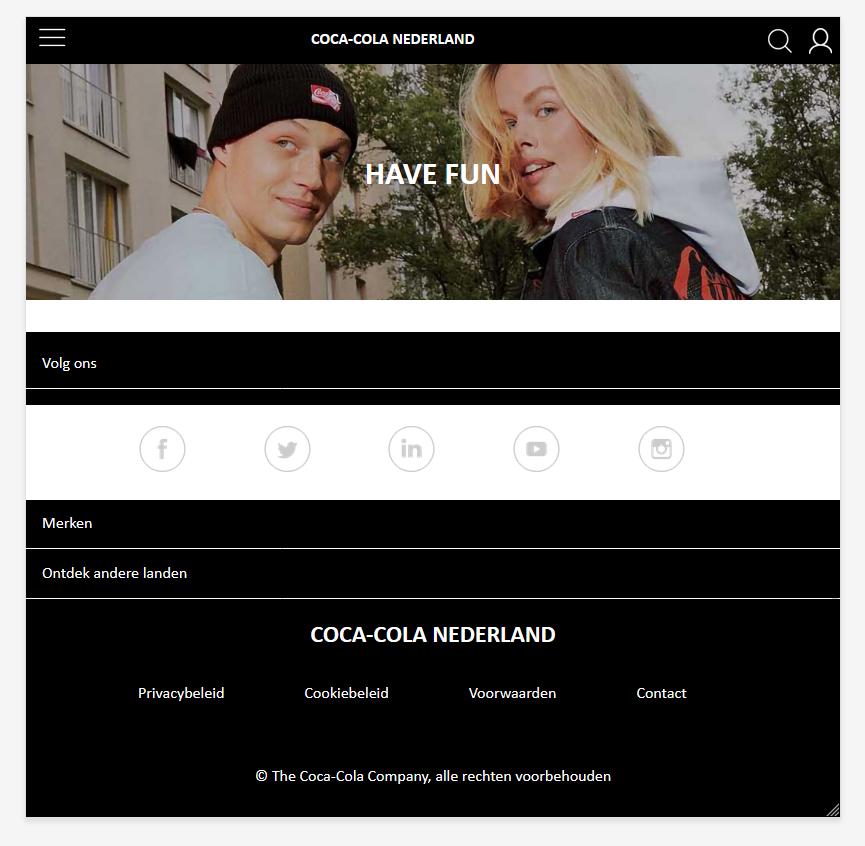 COCA-COLA NEDERLAND
HAVE FUN
Volg ons
Merken
Ontdek andere landen
COCA-COLA NEDERLAND
Privacybeleid Cookiebeleid Voorwaarden Contact
© The Coca-Cola Company, alle rechten voorbehouden